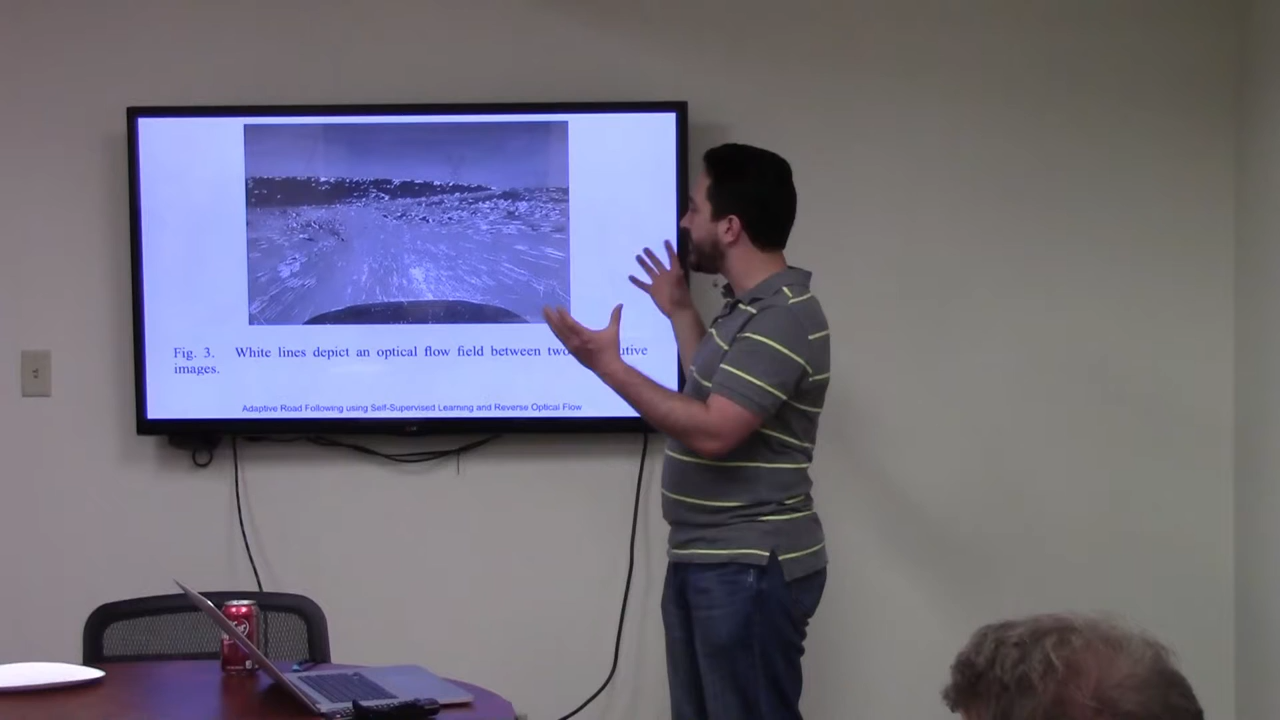 Fig. 3. White lines depict an optical flow field between two utive
images.
Adaptive Road Following using Self-Supervised Learning and Reverse Optical Flow